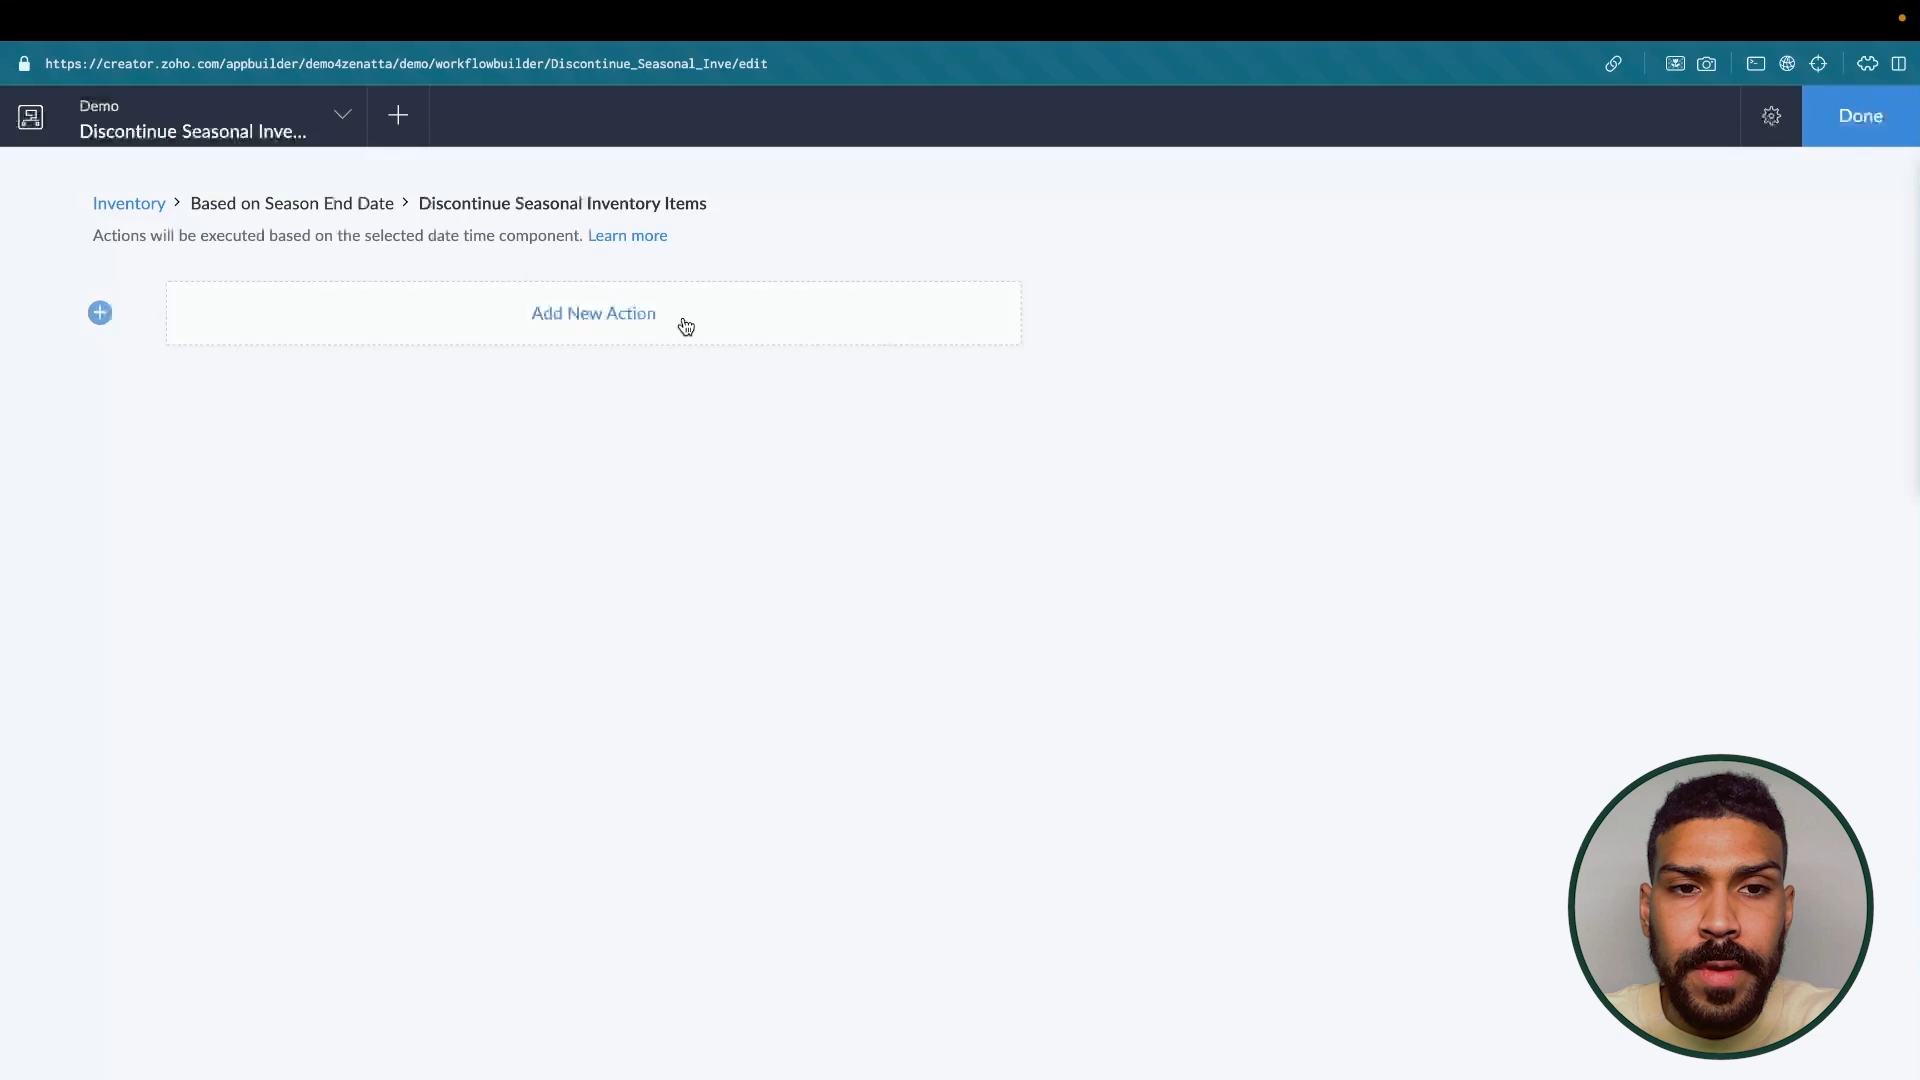 https://creator.zoho.com/appbuilder/demo4zenatta/demo/workflowbuilder/Discontinue_Seasonal_Inve/edit
Demo
Discontinue Seasonal Inve...
Done
Inventory > Based on Season End Date > Discontinue Seasonal Inventory Items
Actions will be executed based on the selected date time component. Learn more
Add New Action